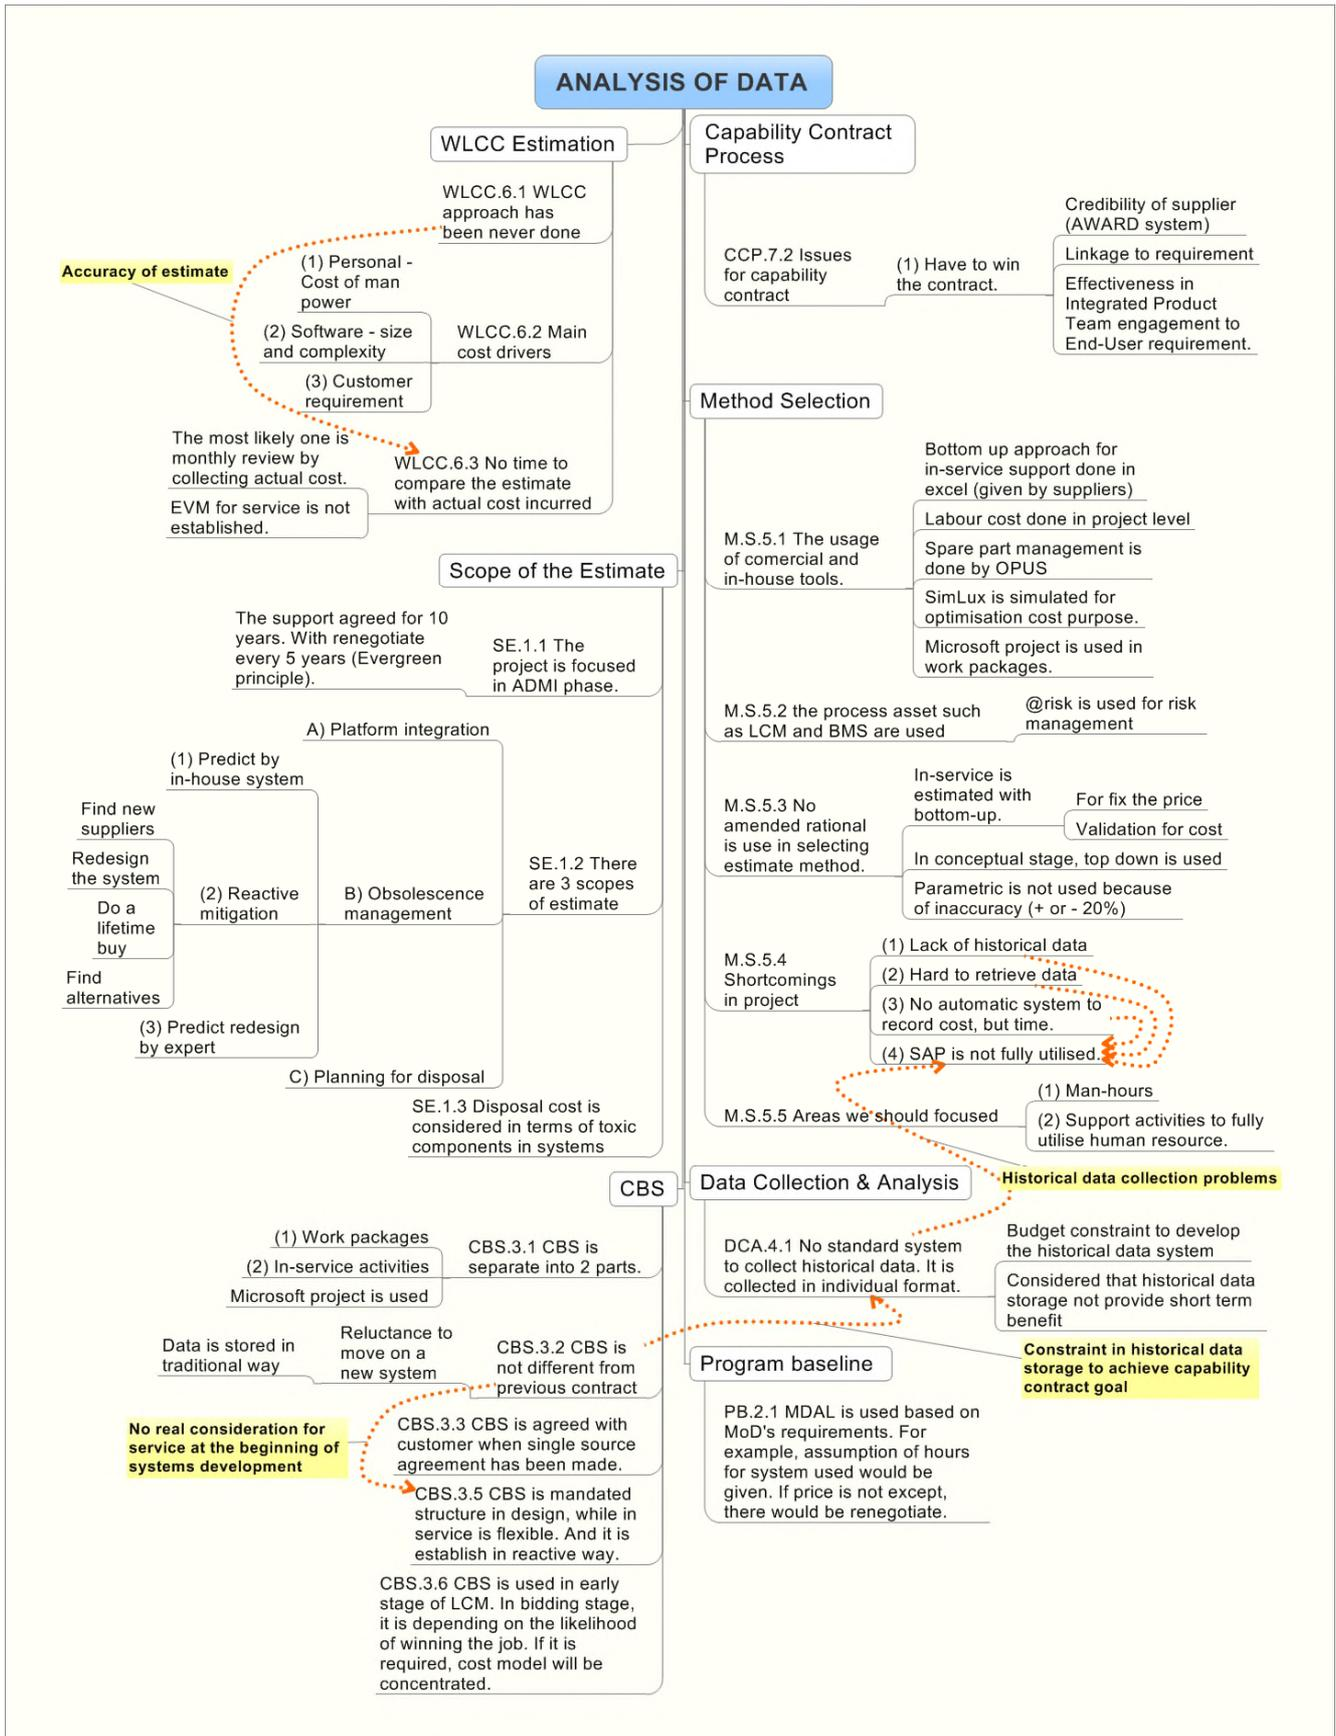 ANALYSIS OF DATA
WLCC Estimation
WLCC.6.1 WLCC
approach has
been never done
Accuracy of estimate
(1) Personal -
Cost of man
power
(2) Software - size
and complexity
(3) Customer
requirement
WLCC.6.2 Main
cost drivers
The most likely one is
monthly review by
collecting actual cost.
EVM for service is not
established.
WLCC.6.3 No time to
compare the estimate
with actual cost incurred
Scope of the Estimate
The support agreed for 10
years. With renegotiate
every 5 years (Evergreen
principle).
SE.1.1 The
project is focused
in ADMI phase.
A) Platform integration
(1) Predict by
in-house system
Find new
suppliers
Redesign
the system
Do a
lifetime
buy
Find
alternatives
(2) Reactive
mitigation
(3) Predict redesign
by expert
B) Obsolescence
management
C) Planning for disposal
SE.1.2 There
are 3 scopes
of estimate
SE.1.3 Disposal cost is
considered in terms of toxic
components in systems
CBS
(1) Work packages
(2) In-service activities
Microsoft project is used
CBS.3.1 CBS is
separate into 2 parts.
Data is stored in
traditional way
Reluctance to
move on a
new system
CBS.3.2 CBS is
not different from
previous contract
No real consideration for
service at the beginning of
systems development
CBS.3.3 CBS is agreed with
customer when single source
agreement has been made.
CBS.3.5 CBS is mandated
structure in design, while in
service is flexible. And it is
establish in reactive way.
CBS.3.6 CBS is used in early
stage of LCM. In bidding stage,
it is depending on the likelihood
of winning the job. If it is
required, cost model will be
concentrated.
Capability Contract
Process
CCP.7.2 Issues
for capability
contract
(1) Have to win
the contract.
Credibility of supplier
(AWARD system)
Linkage to requirement
Effectiveness in
Integrated Product
Team engagement to
End-User requirement.
Method Selection
M.S.5.1 The usage
of comercial and
in-house tools.
Bottom up approach for
in-service support done in
excel (given by suppliers)
Labour cost done in project level
Spare part management is
done by OPUS
SimLux is simulated for
optimisation cost purpose.
Microsoft project is used in
work packages.
M.S.5.2 the process asset such
as LCM and BMS are used
@risk is used for risk
management
M.S.5.3 No
amended rational
is use in selecting
estimate method.
In-service is
estimated with
bottom-up.
For fix the price
Validation for cost
In conceptual stage, top down is used
Parametric is not used because
of inaccuracy (+ or - 20%)
M.S.5.4
Shortcomings
in project
(1) Lack of historical data
(2) Hard to retrieve data
(3) No automatic system to
record cost, but time.
(4) SAP is not fully utilised.
M.S.5.5 Areas we should focused
(1) Man-hours
(2) Support activities to fully
utilise human resource.
Data Collection & Analysis
Historical data collection problems
DCA.4.1 No standard system
to collect historical data. It is
collected in individual format.
Budget constraint to develop
the historical data system
Considered that historical data
storage not provide short term
benefit
Constraint in historical data
storage to achieve capability
contract goal
Program baseline
PB.2.1 MDAL is used based on
MoD's requirements. For
example, assumption of hours
for system used would be
given. If price is not except,
there would be renegotiate.